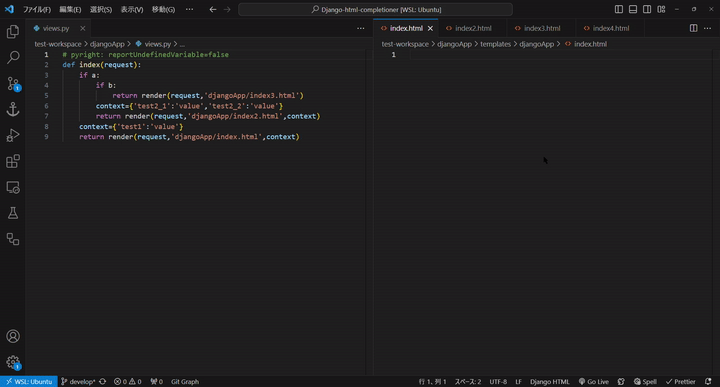 ファイル(F) 編集(E) 選択(S) 表示(V) 移動(G) ··· Django-html-completioner [WSL: Ubuntu]
views.py
test-workspace > djangoApp > views.py > ...
1 # pyright: reportUndefinedVariable=false
2 def index(request):
3 if a:
4 if b:
5 return render(request,'djangoApp/index3.html')
6 context={'test2_1':'value','test2_2':'value'}
7 return render(request,'djangoApp/index2.html',context)
8 context={'test1':'value'}
9 return render(request,'djangoApp/index.html',context)
index.html index2.html index3.html index4.html
test-workspace > djangoApp > templates > djangoApp > index.html
1
1
1
WSL: Ubuntu develop* 0 0 0 Git Graph 行 1、列 1 スペース: 2 UTF-8 LF Django HTML Go Live Spell Prettier